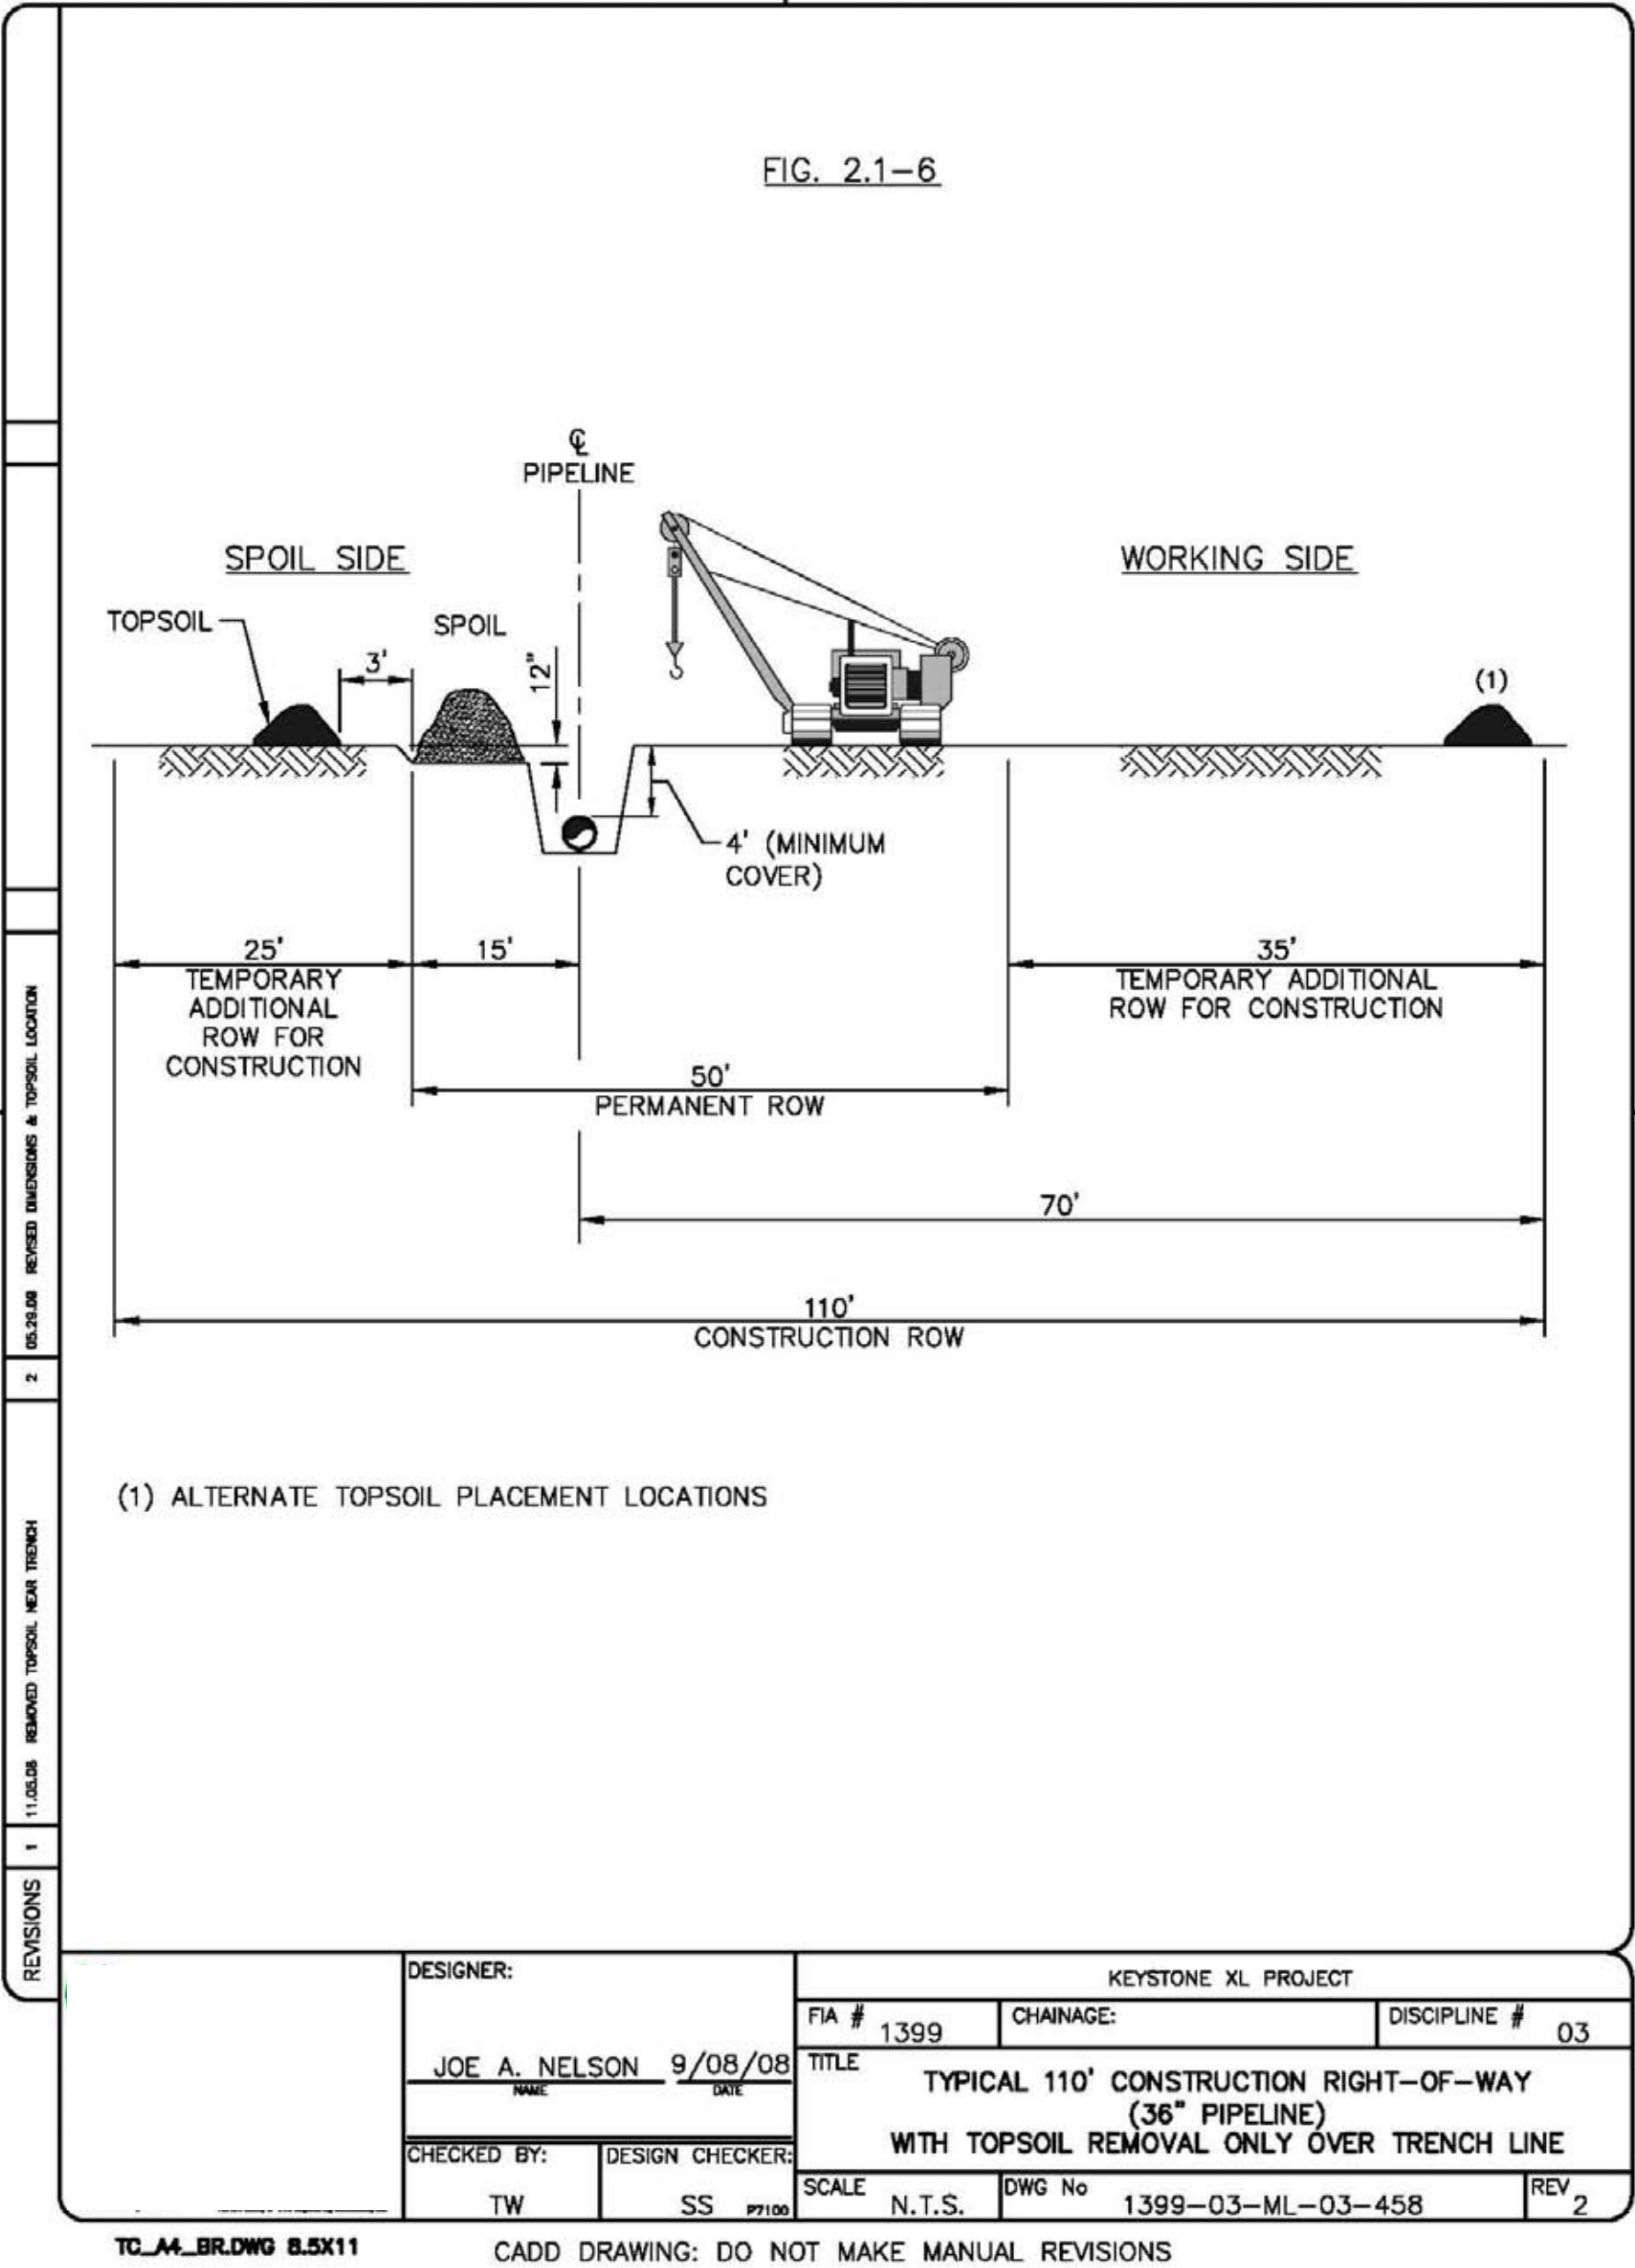 FIG. 2.1-6
℄
PIPELINE
SPOIL SIDE
WORKING SIDE
TOPSOIL
SPOIL
3'
12"
(1)
4' (MINIMUM
COVER)
25'
TEMPORARY
ADDITIONAL
ROW FOR
CONSTRUCTION
15'
35'
TEMPORARY ADDITIONAL
ROW FOR CONSTRUCTION
50'
PERMANENT ROW
70'
110'
CONSTRUCTION ROW
(1) ALTERNATE TOPSOIL PLACEMENT LOCATIONS
REVISIONS
1 11.05.08 REMOVED TOPSOIL NEAR TRENCH
2 05.29.09 REVISED DIMENSIONS & TOPSOIL LOCATION
DESIGNER:
JOE A. NELSON 9/08/08
NAME DATE
CHECKED BY:
TW
DESIGN CHECKER:
SS P7100
KEYSTONE XL PROJECT
FIA # 1399
CHAINAGE:
DISCIPLINE # 03
TITLE
TYPICAL 110' CONSTRUCTION RIGHT-OF-WAY
(36" PIPELINE)
WITH TOPSOIL REMOVAL ONLY OVER TRENCH LINE
SCALE N.T.S.
DWG No 1399-03-ML-03-458
REV 2
TC_A4_BR.DWG 8.5X11
CADD DRAWING: DO NOT MAKE MANUAL REVISIONS